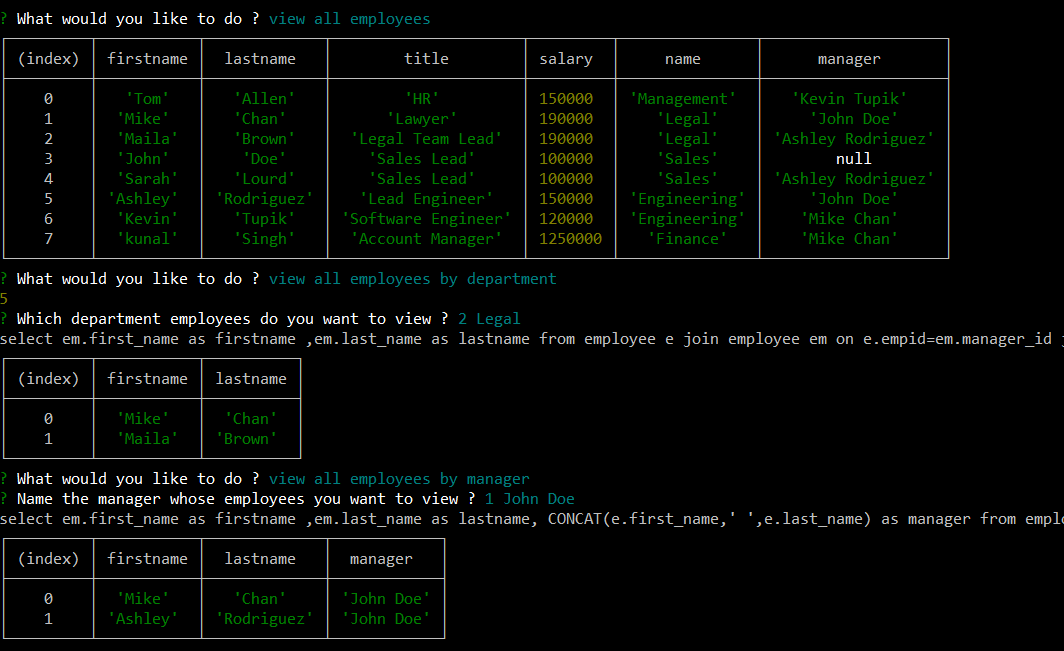 ? What would you like to do ? view all employees
(index) firstname lastname title salary name manager
0 'Tom' 'Allen' 'HR' 150000 'Management' 'Kevin Tupik'
1 'Mike' 'Chan' 'Lawyer' 190000 'Legal' 'John Doe'
2 'Maila' 'Brown' 'Legal Team Lead' 190000 'Legal' 'Ashley Rodriguez'
3 'John' 'Doe' 'Sales Lead' 100000 'Sales' null
4 'Sarah' 'Lourd' 'Sales Lead' 100000 'Sales' 'Ashley Rodriguez'
5 'Ashley' 'Rodriguez' 'Lead Engineer' 150000 'Engineering' 'John Doe'
6 'Kevin' 'Tupik' 'Software Engineer' 120000 'Engineering' 'Mike Chan'
7 'kunal' 'Singh' 'Account Manager' 1250000 'Finance' 'Mike Chan'
? What would you like to do ? view all employees by department
5
? Which department employees do you want to view ? 2 Legal
select em.first_name as firstname ,em.last_name as lastname from employee e join employee em on e.empid=em.manager_id
(index) firstname lastname
0 'Mike' 'Chan'
1 'Maila' 'Brown'
? What would you like to do ? view all employees by manager
? Name the manager whose employees you want to view ? 1 John Doe
select em.first_name as firstname ,em.last_name as lastname, CONCAT(e.first_name,' ',e.last_name) as manager from
(index) firstname lastname manager
0 'Mike' 'Chan' 'John Doe'
1 'Ashley' 'Rodriguez' 'John Doe'